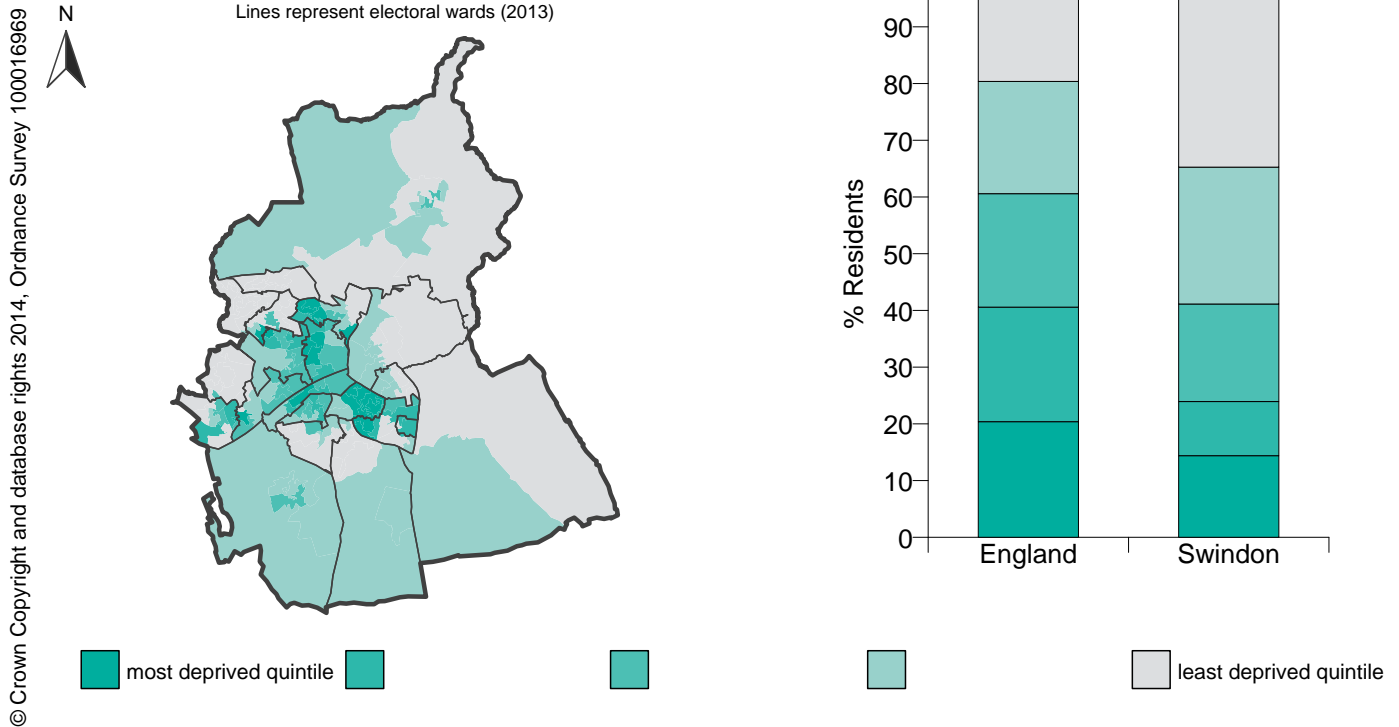 © Crown Copyright and database rights 2014, Ordnance Survey 100016969
N
Lines represent electoral wards (2013)
% Residents
90
80
70
60
50
40
30
20
10
0
England
Swindon
most deprived quintile
least deprived quintile